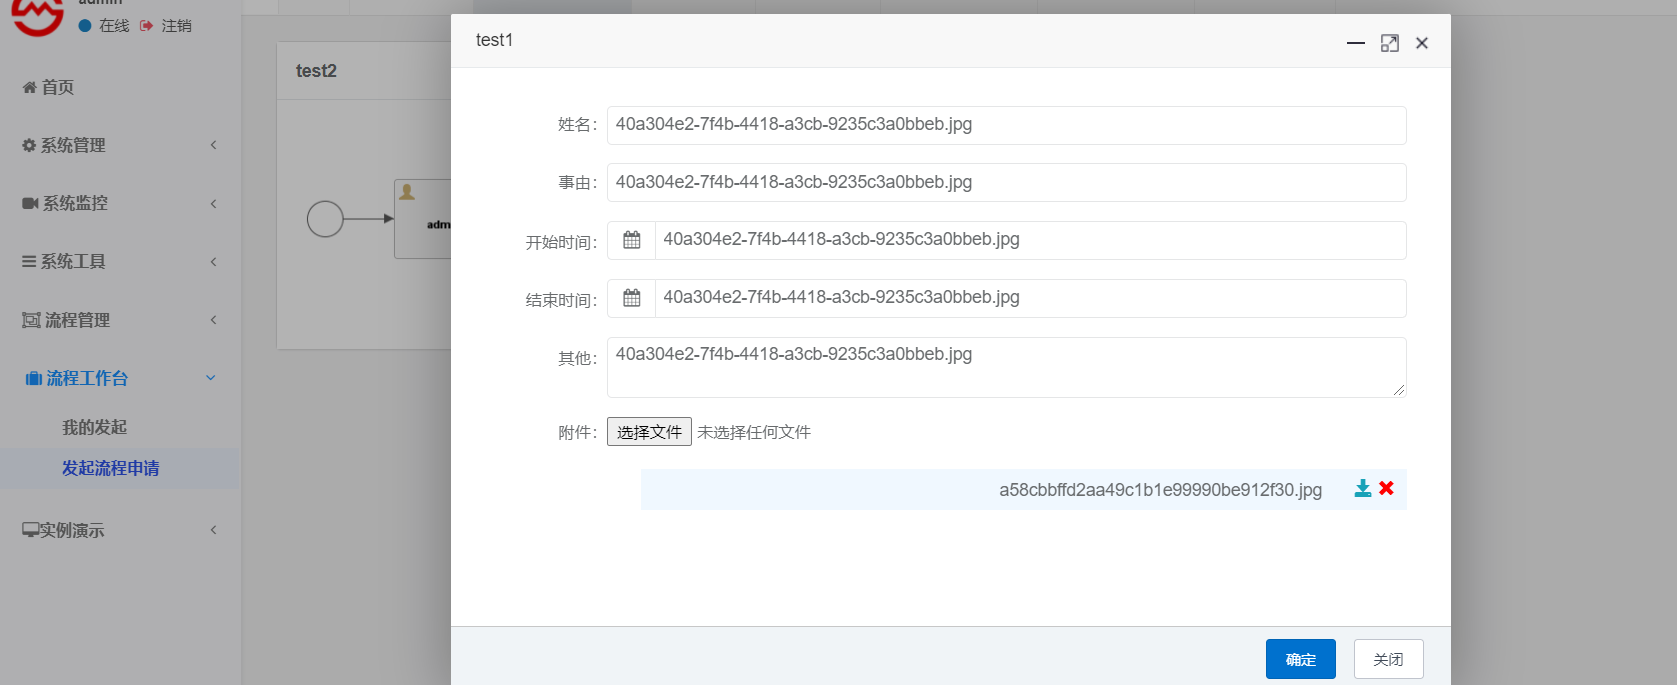 admin
在线 注销
首页
系统管理
系统监控
系统工具
流程管理
流程工作台
我的发起
发起流程申请
实例演示
test2
adm
test1
姓名: 40a304e2-7f4b-4418-a3cb-9235c3a0bbeb.jpg
事由: 40a304e2-7f4b-4418-a3cb-9235c3a0bbeb.jpg
开始时间: 40a304e2-7f4b-4418-a3cb-9235c3a0bbeb.jpg
结束时间: 40a304e2-7f4b-4418-a3cb-9235c3a0bbeb.jpg
其他: 40a304e2-7f4b-4418-a3cb-9235c3a0bbeb.jpg
附件: 选择文件 未选择任何文件
a58cbbffd2aa49c1b1e99990be912f30.jpg
确定 关闭